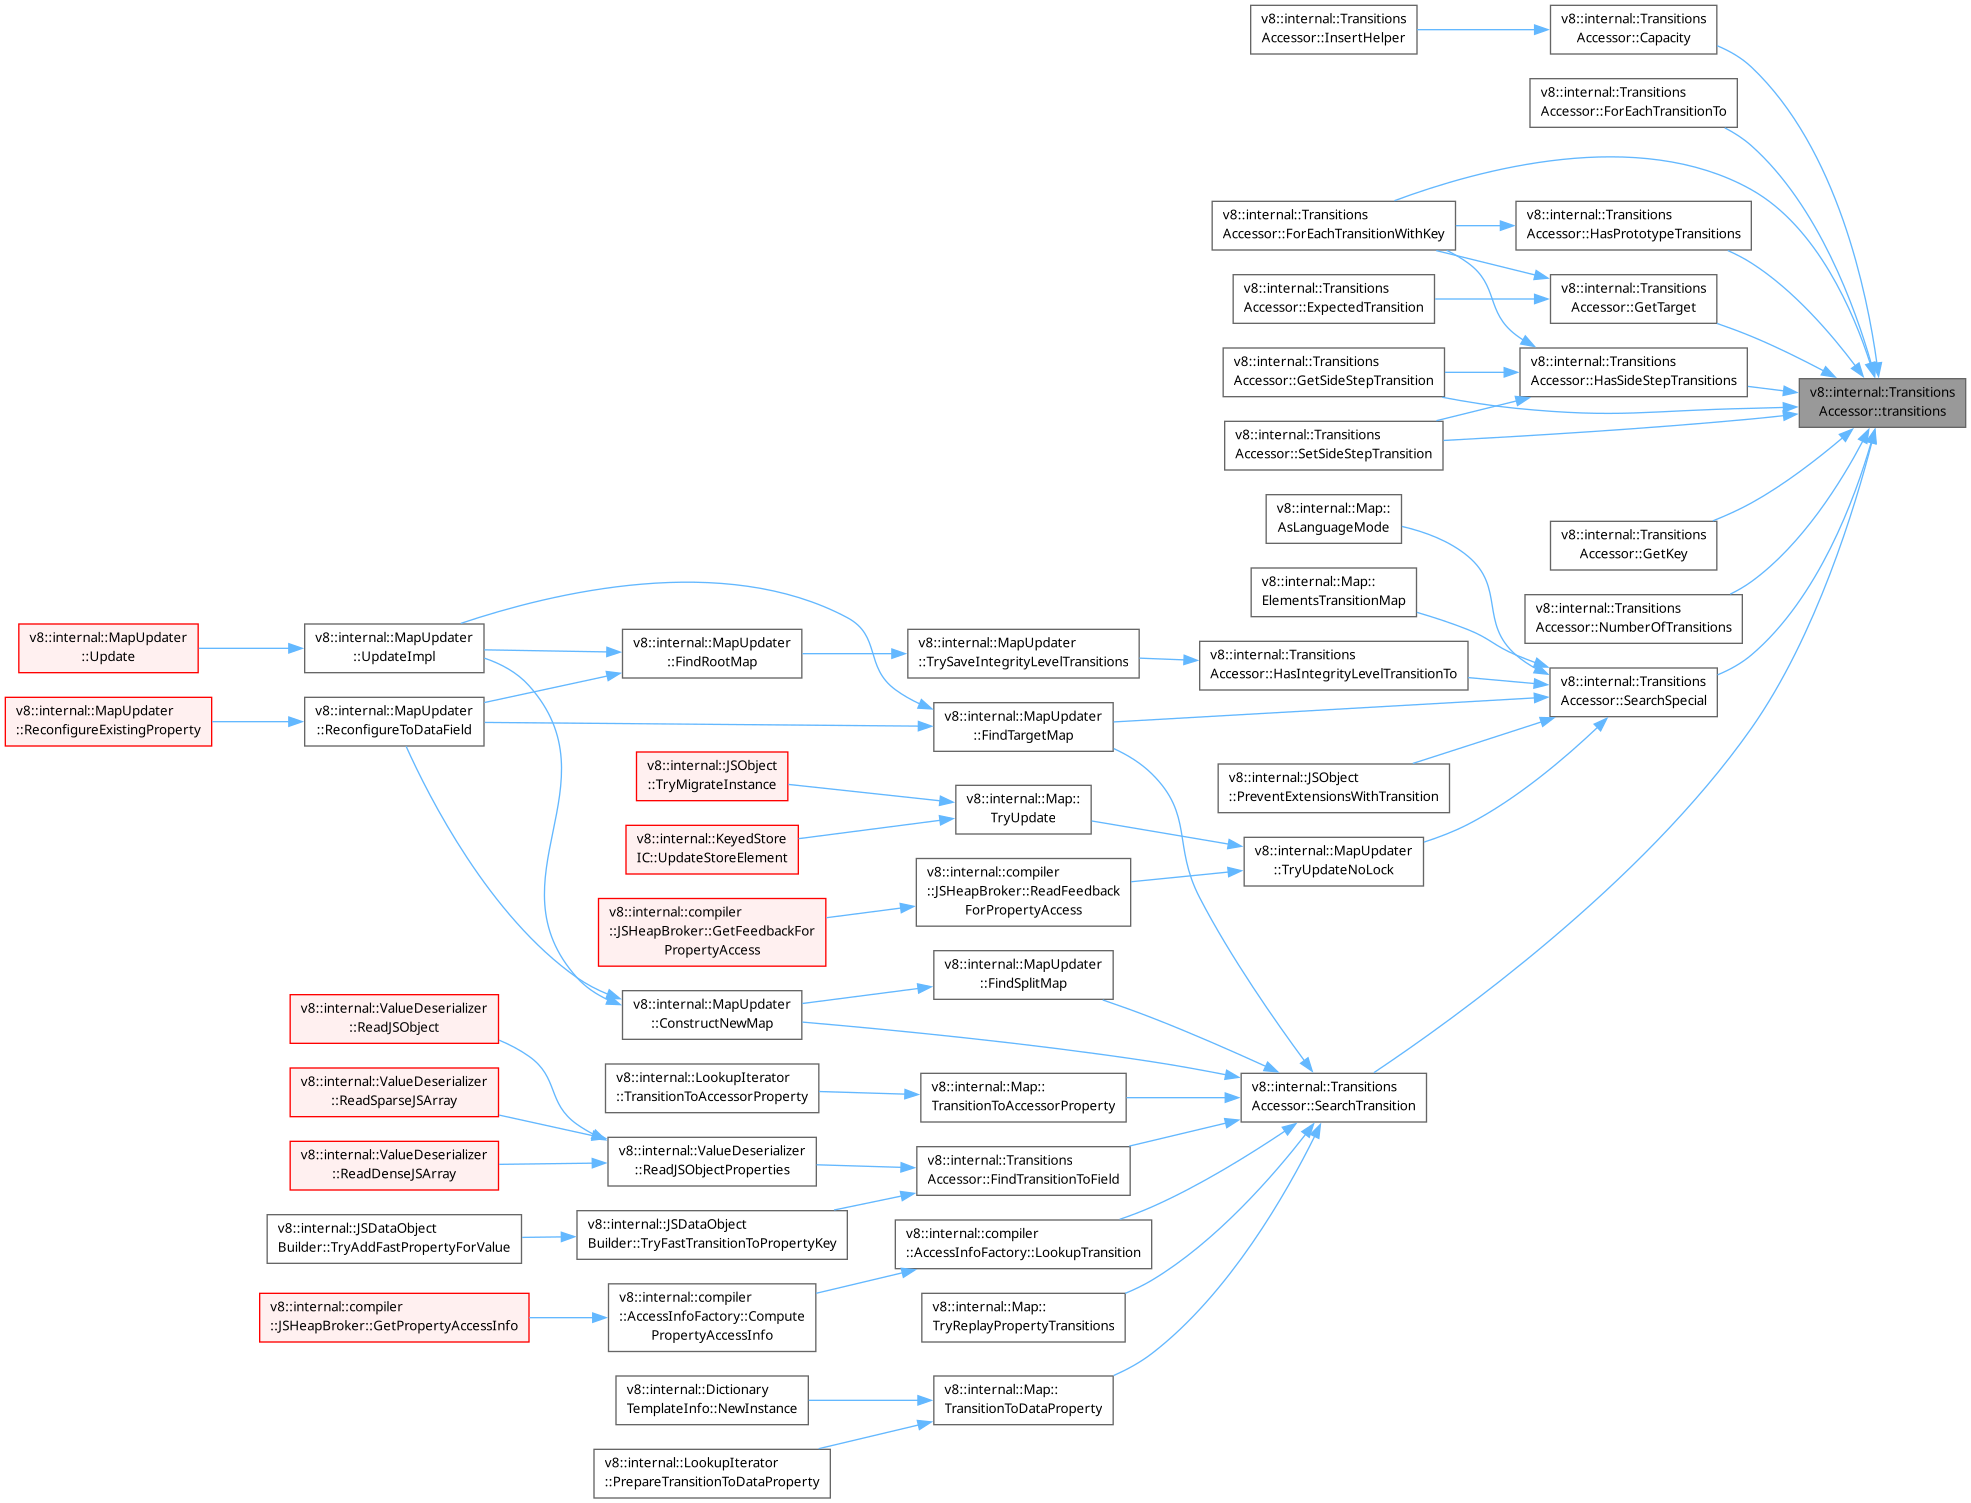 v8::internal::Transitions
Accessor::InsertHelper
v8::internal::Transitions
Accessor::Capacity
v8::internal::Transitions
Accessor::ForEachTransitionTo
v8::internal::Transitions
Accessor::ForEachTransitionWithKey
v8::internal::Transitions
Accessor::HasPrototypeTransitions
v8::internal::Transitions
Accessor::ExpectedTransition
v8::internal::Transitions
Accessor::GetTarget
v8::internal::Transitions
Accessor::GetSideStepTransition
v8::internal::Transitions
Accessor::HasSideStepTransitions
v8::internal::Transitions
Accessor::transitions
v8::internal::Transitions
Accessor::SetSideStepTransition
v8::internal::Map::
AsLanguageMode
v8::internal::Transitions
Accessor::GetKey
v8::internal::Map::
ElementsTransitionMap
v8::internal::Transitions
Accessor::NumberOfTransitions
v8::internal::MapUpdater
::Update
v8::internal::MapUpdater
::UpdateImpl
v8::internal::MapUpdater
::FindRootMap
v8::internal::MapUpdater
::TrySaveIntegrityLevelTransitions
v8::internal::Transitions
Accessor::HasIntegrityLevelTransitionTo
v8::internal::Transitions
Accessor::SearchSpecial
v8::internal::MapUpdater
::ReconfigureExistingProperty
v8::internal::MapUpdater
::ReconfigureToDataField
v8::internal::MapUpdater
::FindTargetMap
v8::internal::JSObject
::TryMigrateInstance
v8::internal::JSObject
::PreventExtensionsWithTransition
v8::internal::Map::
TryUpdate
v8::internal::KeyedStore
IC::UpdateStoreElement
v8::internal::MapUpdater
::TryUpdateNoLock
v8::internal::compiler
::JSHeapBroker::ReadFeedback
ForPropertyAccess
v8::internal::compiler
::JSHeapBroker::GetFeedbackFor
PropertyAccess
v8::internal::MapUpdater
::FindSplitMap
v8::internal::MapUpdater
::ConstructNewMap
v8::internal::ValueDeserializer
::ReadJSObject
v8::internal::ValueDeserializer
::ReadSparseJSArray
v8::internal::LookupIterator
::TransitionToAccessorProperty
v8::internal::Map::
TransitionToAccessorProperty
v8::internal::Transitions
Accessor::SearchTransition
v8::internal::ValueDeserializer
::ReadDenseJSArray
v8::internal::ValueDeserializer
::ReadJSObjectProperties
v8::internal::Transitions
Accessor::FindTransitionToField
v8::internal::JSDataObject
Builder::TryAddFastPropertyForValue
v8::internal::JSDataObject
Builder::TryFastTransitionToPropertyKey
v8::internal::compiler
::AccessInfoFactory::LookupTransition
v8::internal::compiler
::JSHeapBroker::GetPropertyAccessInfo
v8::internal::compiler
::AccessInfoFactory::Compute
PropertyAccessInfo
v8::internal::Map::
TryReplayPropertyTransitions
v8::internal::Dictionary
TemplateInfo::NewInstance
v8::internal::Map::
TransitionToDataProperty
v8::internal::LookupIterator
::PrepareTransitionToDataProperty